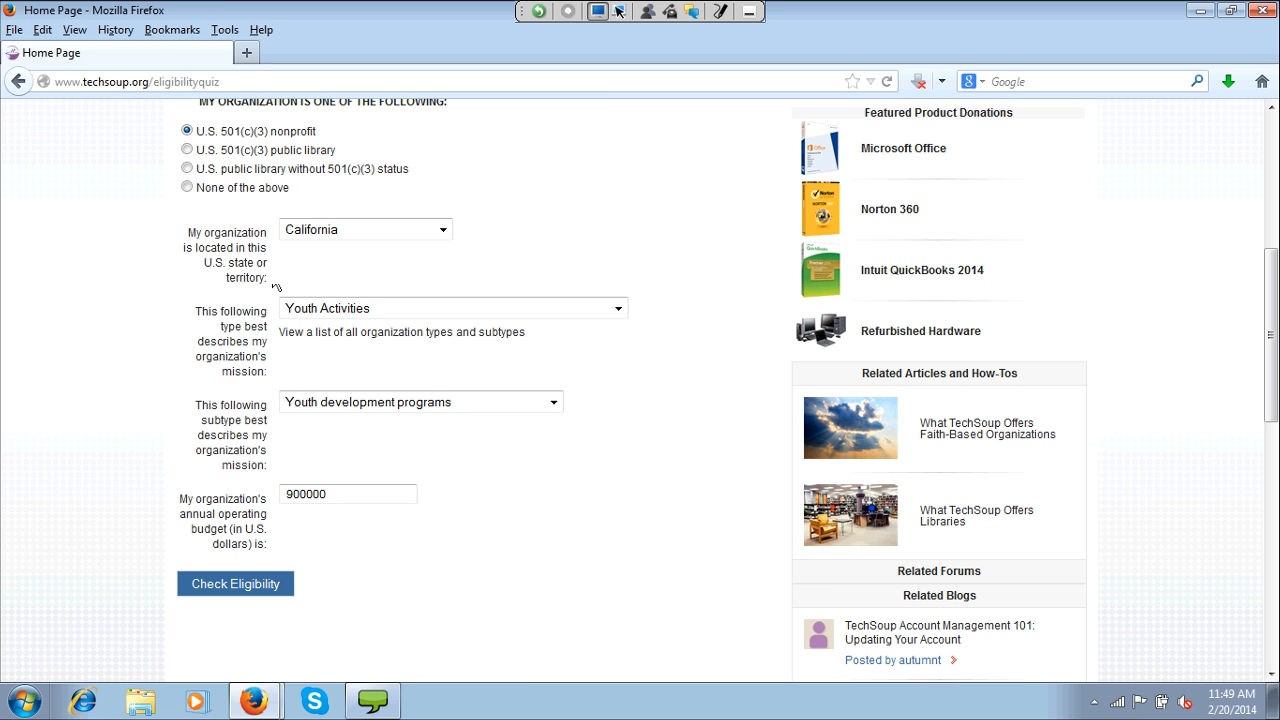 Home Page - Mozilla Firefox
File Edit View History Bookmarks Tools Help
Home Page
www.techsoup.org/eligibilityquiz
Google
MY ORGANIZATION IS ONE OF THE FOLLOWING:
U.S. 501(c)(3) nonprofit
U.S. 501(c)(3) public library
U.S. public library without 501(c)(3) status
None of the above
My organization
is located in this
U.S. state or
territory:
California
This following
type best
describes my
organization's
mission:
Youth Activities
View a list of all organization types and subtypes
This following
subtype best
describes my
organization's
mission:
Youth development programs
My organization's
annual operating
budget (in U.S.
dollars) is:
900000
Check Eligibility
Featured Product Donations
Microsoft Office
Norton 360
Intuit QuickBooks 2014
Refurbished Hardware
Related Articles and How-Tos
What TechSoup Offers
Faith-Based Organizations
What TechSoup Offers
Libraries
Related Forums
Related Blogs
TechSoup Account Management 101:
Updating Your Account
Posted by autumnt
11:49 AM
2/20/2014